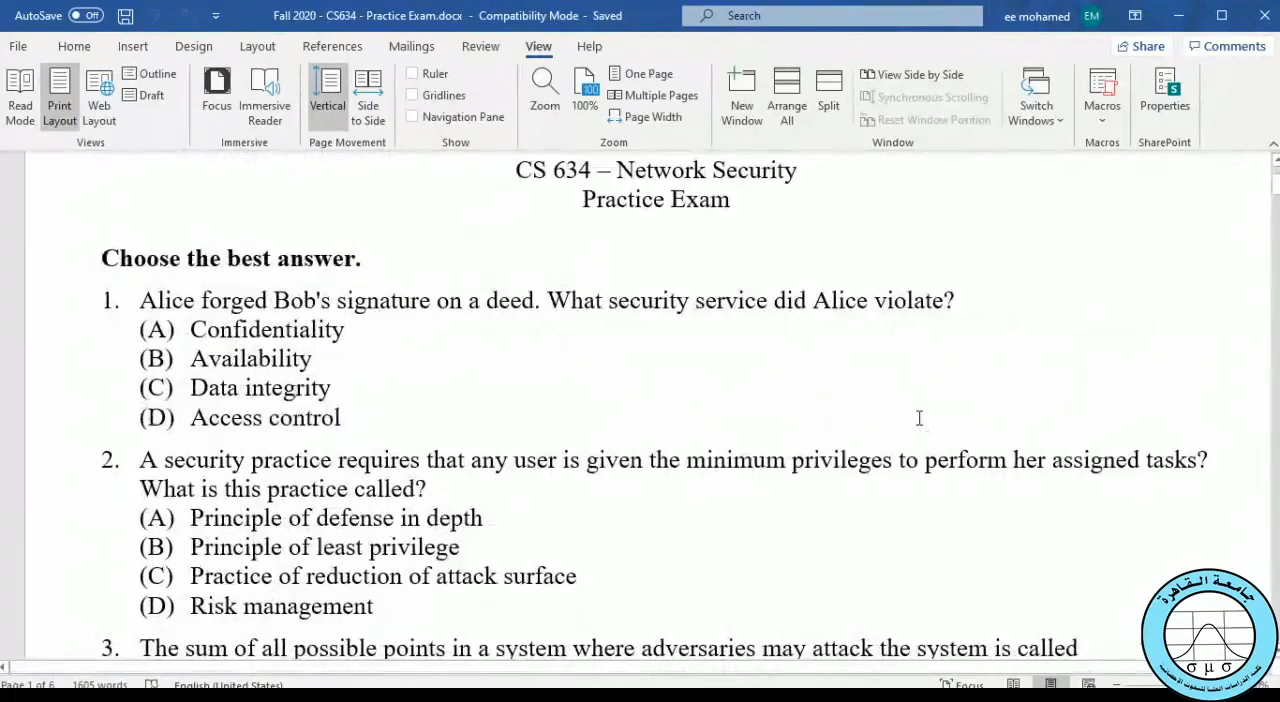 AutoSave Off Fall 2020 - CS634 - Practice Exam.docx - Compatibility Mode - Saved Search ee mohamed EM
File Home Insert Design Layout References Mailings Review View Help Share Comments
Read Mode
Print Layout
Web Layout
Outline
Draft
Views
Focus
Immersive Reader
Immersive
Vertical
Side to Side
Page Movement
Ruler
Gridlines
Navigation Pane
Show
Zoom
100
100%
One Page
Multiple Pages
Page Width
Zoom
New Window
Arrange All
Split
View Side by Side
Synchronous Scrolling
Reset Window Position
Switch Windows
Window
Macros
Macros
Properties
SharePoint
CS 634 – Network Security
Practice Exam
Choose the best answer.
1. Alice forged Bob's signature on a deed. What security service did Alice violate?
(A) Confidentiality
(B) Availability
(C) Data integrity
(D) Access control
2. A security practice requires that any user is given the minimum privileges to perform her assigned tasks?
What is this practice called?
(A) Principle of defense in depth
(B) Principle of least privilege
(C) Practice of reduction of attack surface
(D) Risk management
3. The sum of all possible points in a system where adversaries may attack the system is called
Page 1 of 6 1605 words English (United States) Focus
جامعة القاهرة
σ μ σ